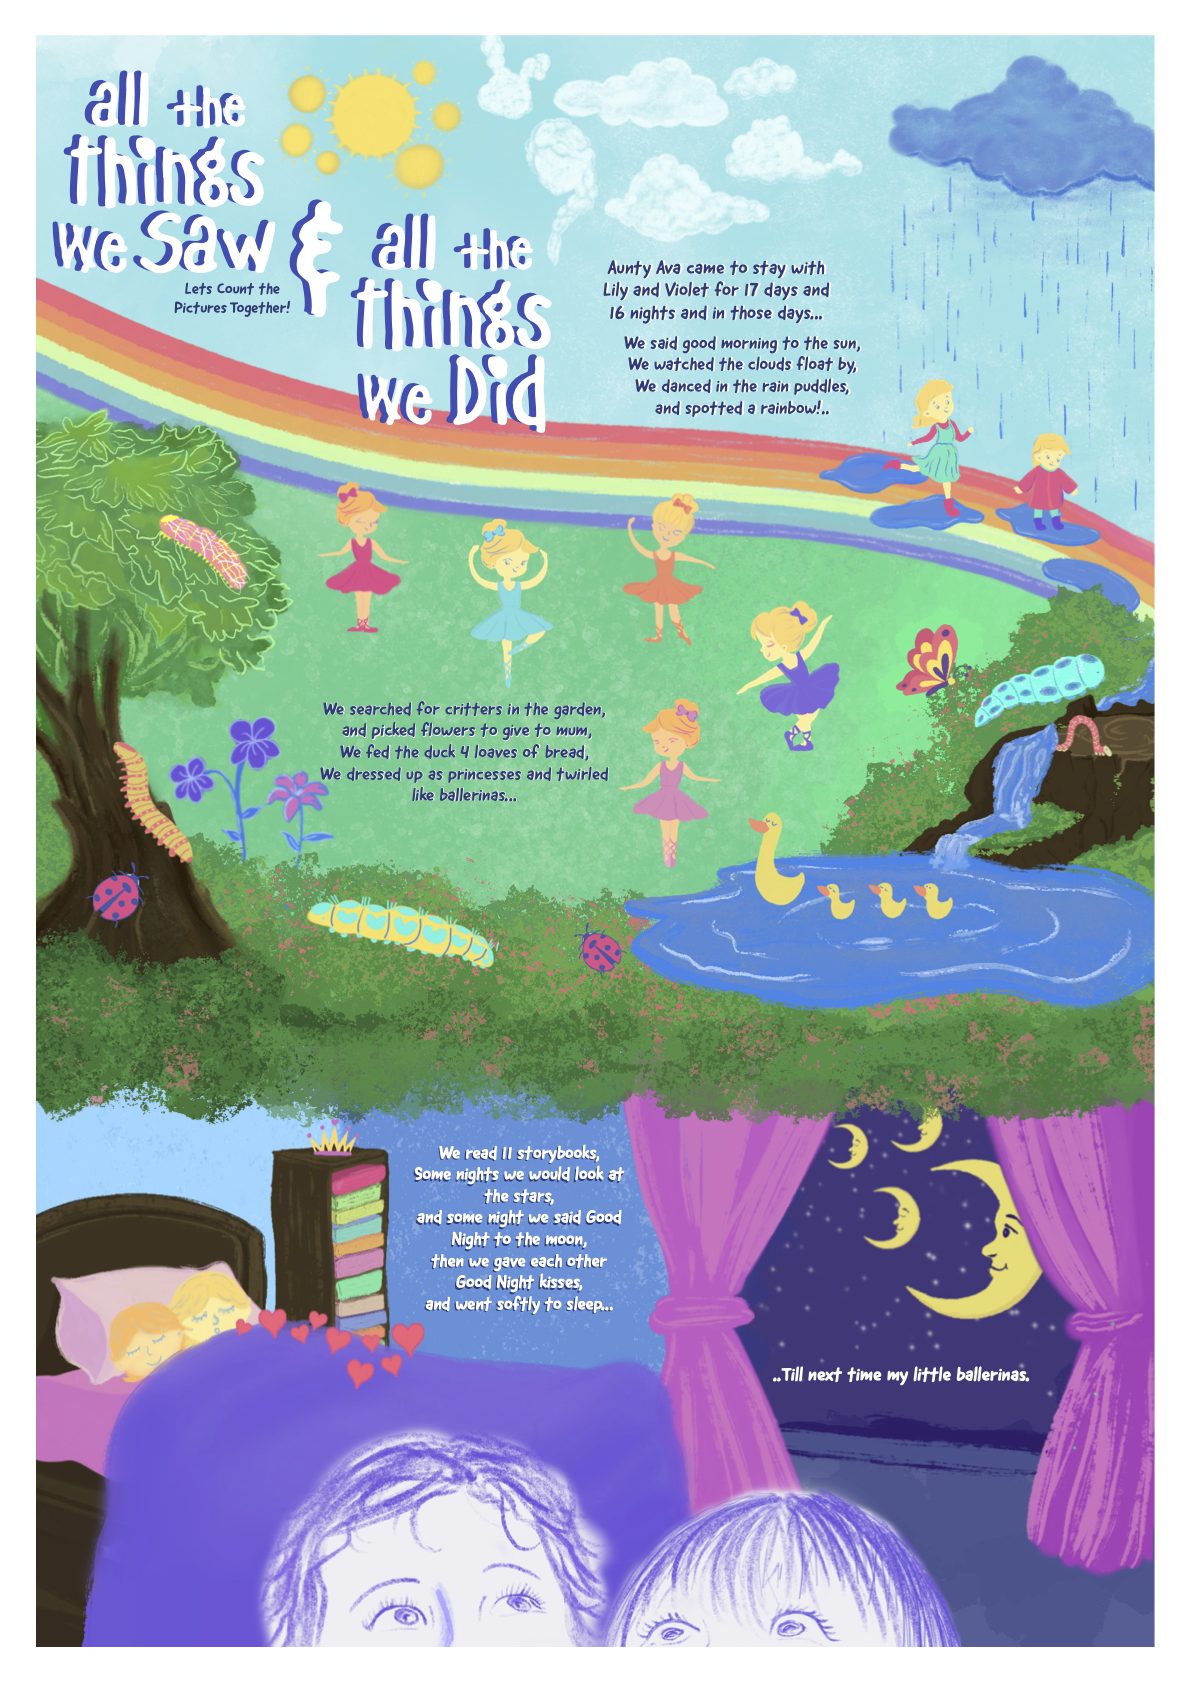 all the
things
we Saw
Lets Count the
Pictures Together!
&
all the
things
we Did
Aunty Ava came to stay with
Lily and Violet for 17 days and
16 nights and in those days...
We said good morning to the sun,
We watched the clouds float by,
We danced in the rain puddles,
and spotted a rainbow!..
We searched for critters in the garden,
and picked flowers to give to mum,
We fed the duck 4 loaves of bread,
We dressed up as princesses and twirled
like ballerinas...
We read 11 storybooks,
Some nights we would look at
the stars,
and some night we said Good
Night to the moon,
then we gave each other
Good Night kisses,
and went softly to sleep...
..Till next time my little ballerinas.